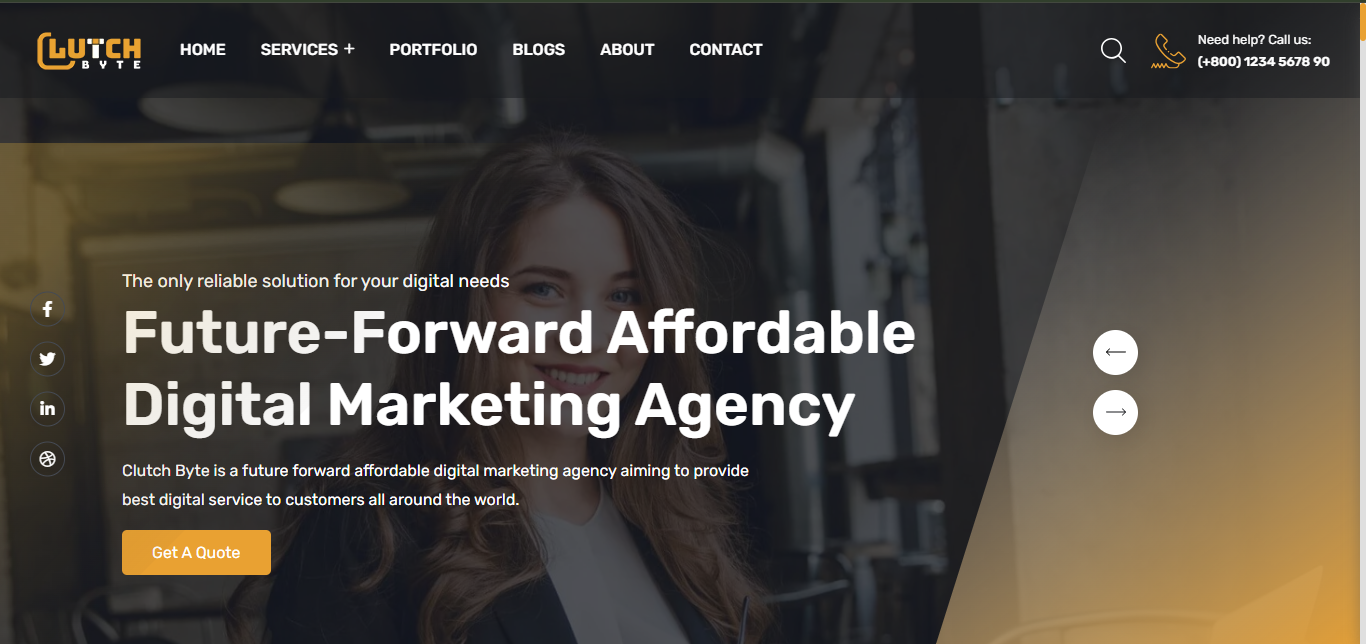 CLUTCH
BYTE
HOME
SERVICES +
PORTFOLIO
BLOGS
ABOUT
CONTACT
Need help? Call us:
(+800) 1234 5678 90
The only reliable solution for your digital needs
Future-Forward Affordable
Digital Marketing Agency
Clutch Byte is a future forward affordable digital marketing agency aiming to provide
best digital service to customers all around the world.
Get A Quote